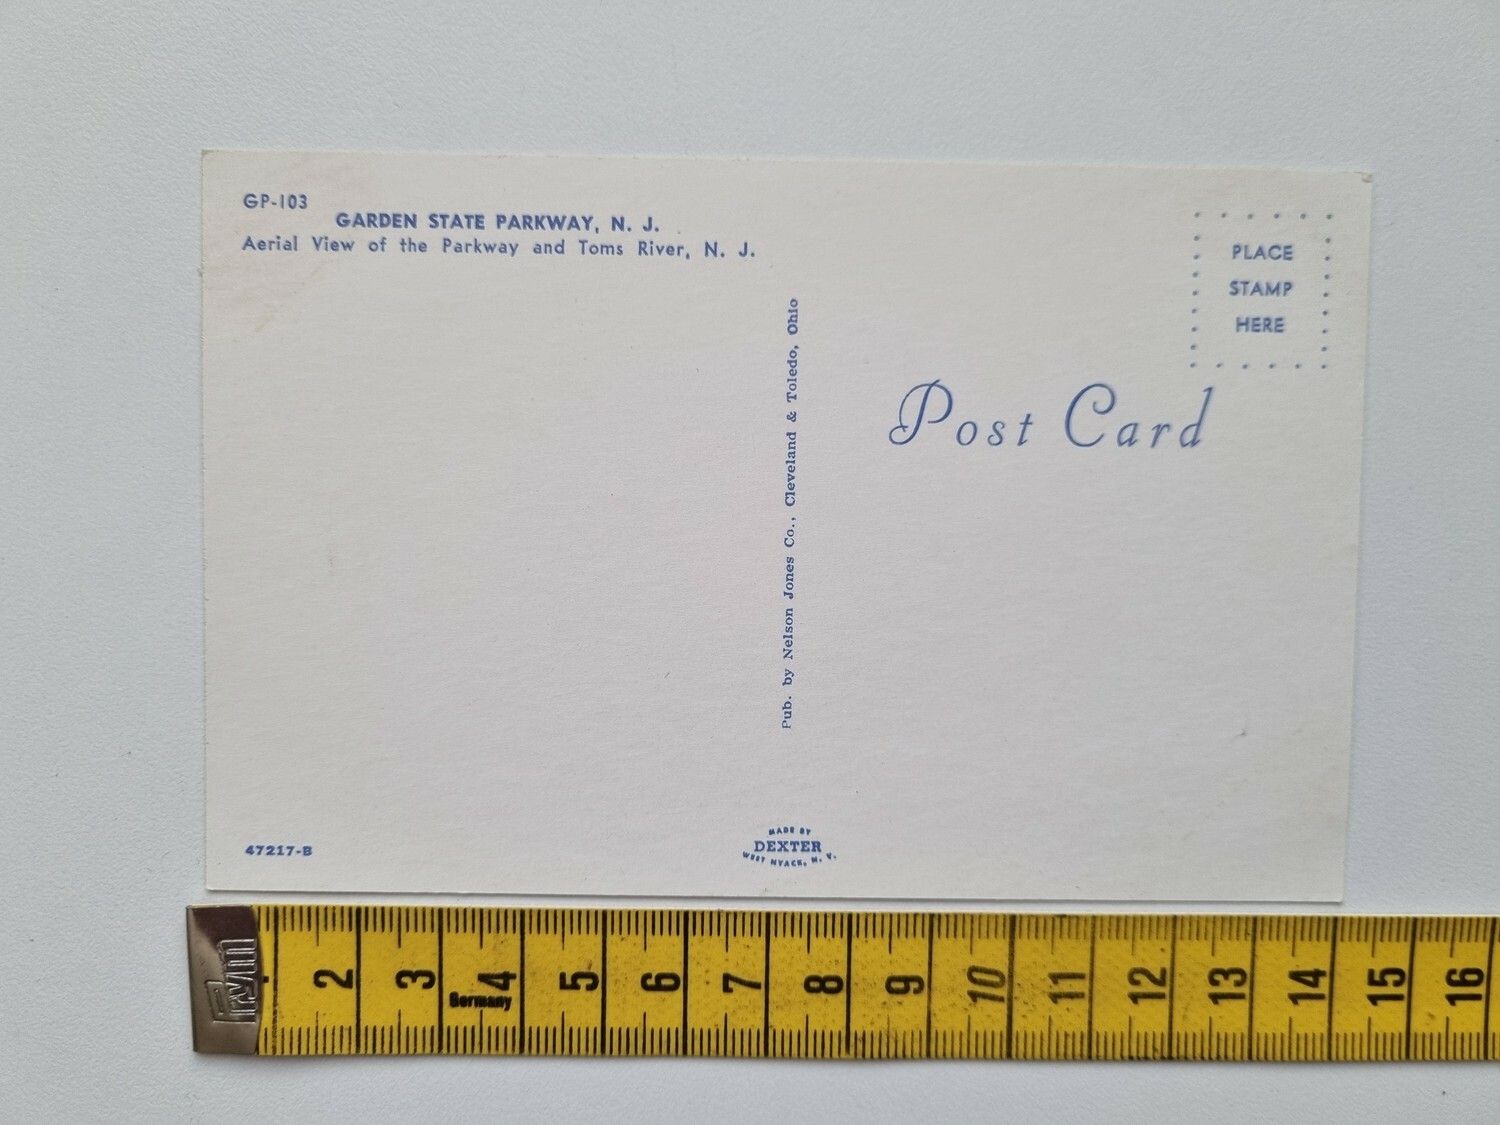 GP-103
GARDEN STATE PARKWAY, N. J.
Aerial View of the Parkway and Toms River, N. J.
PLACE
STAMP
HERE
Post Card
Pub. by Nelson Jones Co., Cleveland & Toledo, Ohio
47217-B
MADE BY
DEXTER
WEST NYACK, N. Y.
Prym
2 3 4 5 6 7 8 9 10 11 12 13 14 15 16
Germany